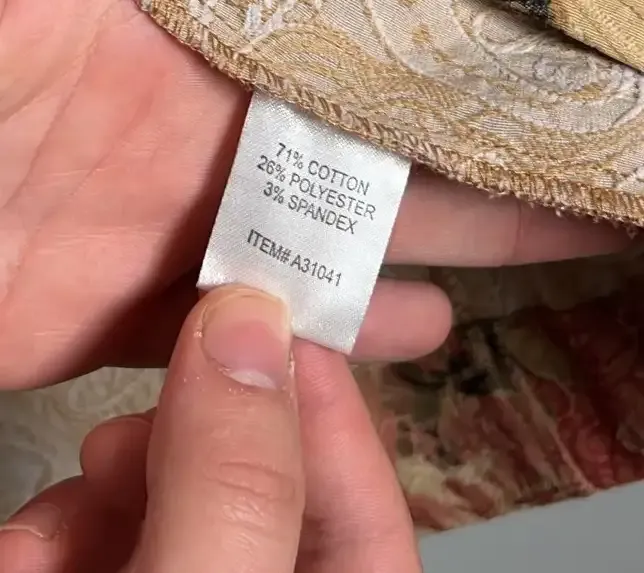 71% COTTON
26% POLYESTER
3% SPANDEX
ITEM# A31041